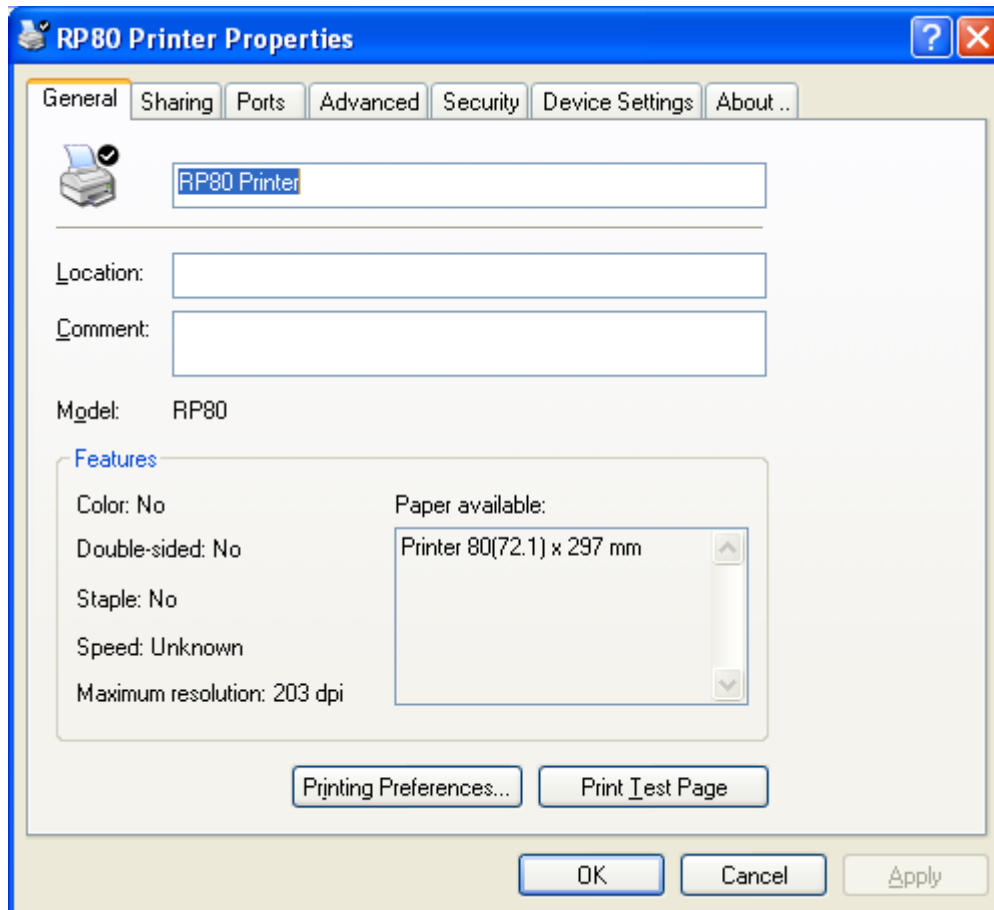 RP80 Printer Properties
General Sharing Ports Advanced Security Device Settings About ..
RP80 Printer
Location:
Comment:
Model: RP80
Features
Color: No
Double-sided: No
Staple: No
Speed: Unknown
Maximum resolution: 203 dpi
Paper available:
Printer 80(72.1) x 297 mm
Printing Preferences... Print Test Page
OK Cancel Apply